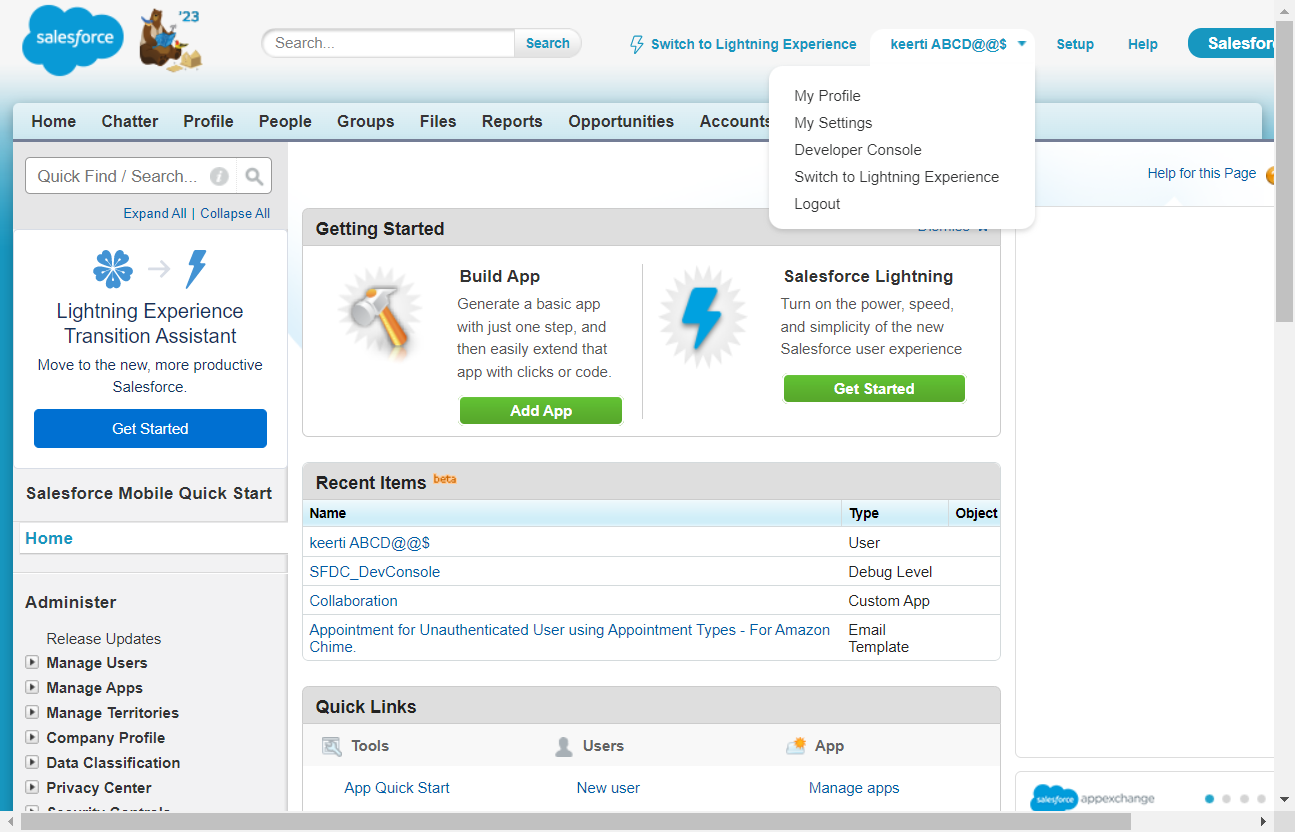 salesforce
'23
Search...
Search
Switch to Lightning Experience
keerti ABCD@@$
Setup
Help
Home
Chatter
Profile
People
Groups
Files
Reports
Opportunities
Accounts
My Profile
My Settings
Developer Console
Switch to Lightning Experience
Logout
Quick Find / Search...
Expand All | Collapse All
Help for this Page
Lightning Experience
Transition Assistant
Move to the new, more productive
Salesforce.
Get Started
Salesforce Mobile Quick Start
Home
Administer
Release Updates
Manage Users
Manage Apps
Manage Territories
Company Profile
Data Classification
Privacy Center
Security Controls
Getting Started
Build App
Generate a basic app
with just one step, and
then easily extend that
app with clicks or code.
Add App
Salesforce Lightning
Turn on the power, speed,
and simplicity of the new
Salesforce user experience
Get Started
Recent Items beta
Name
Type
Object
keerti ABCD@@$
User
SFDC_DevConsole
Debug Level
Collaboration
Custom App
Appointment for Unauthenticated User using Appointment Types - For Amazon
Chime.
Email
Template
Quick Links
Tools
Users
App
App Quick Start
New user
Manage apps
salesforce appexchange